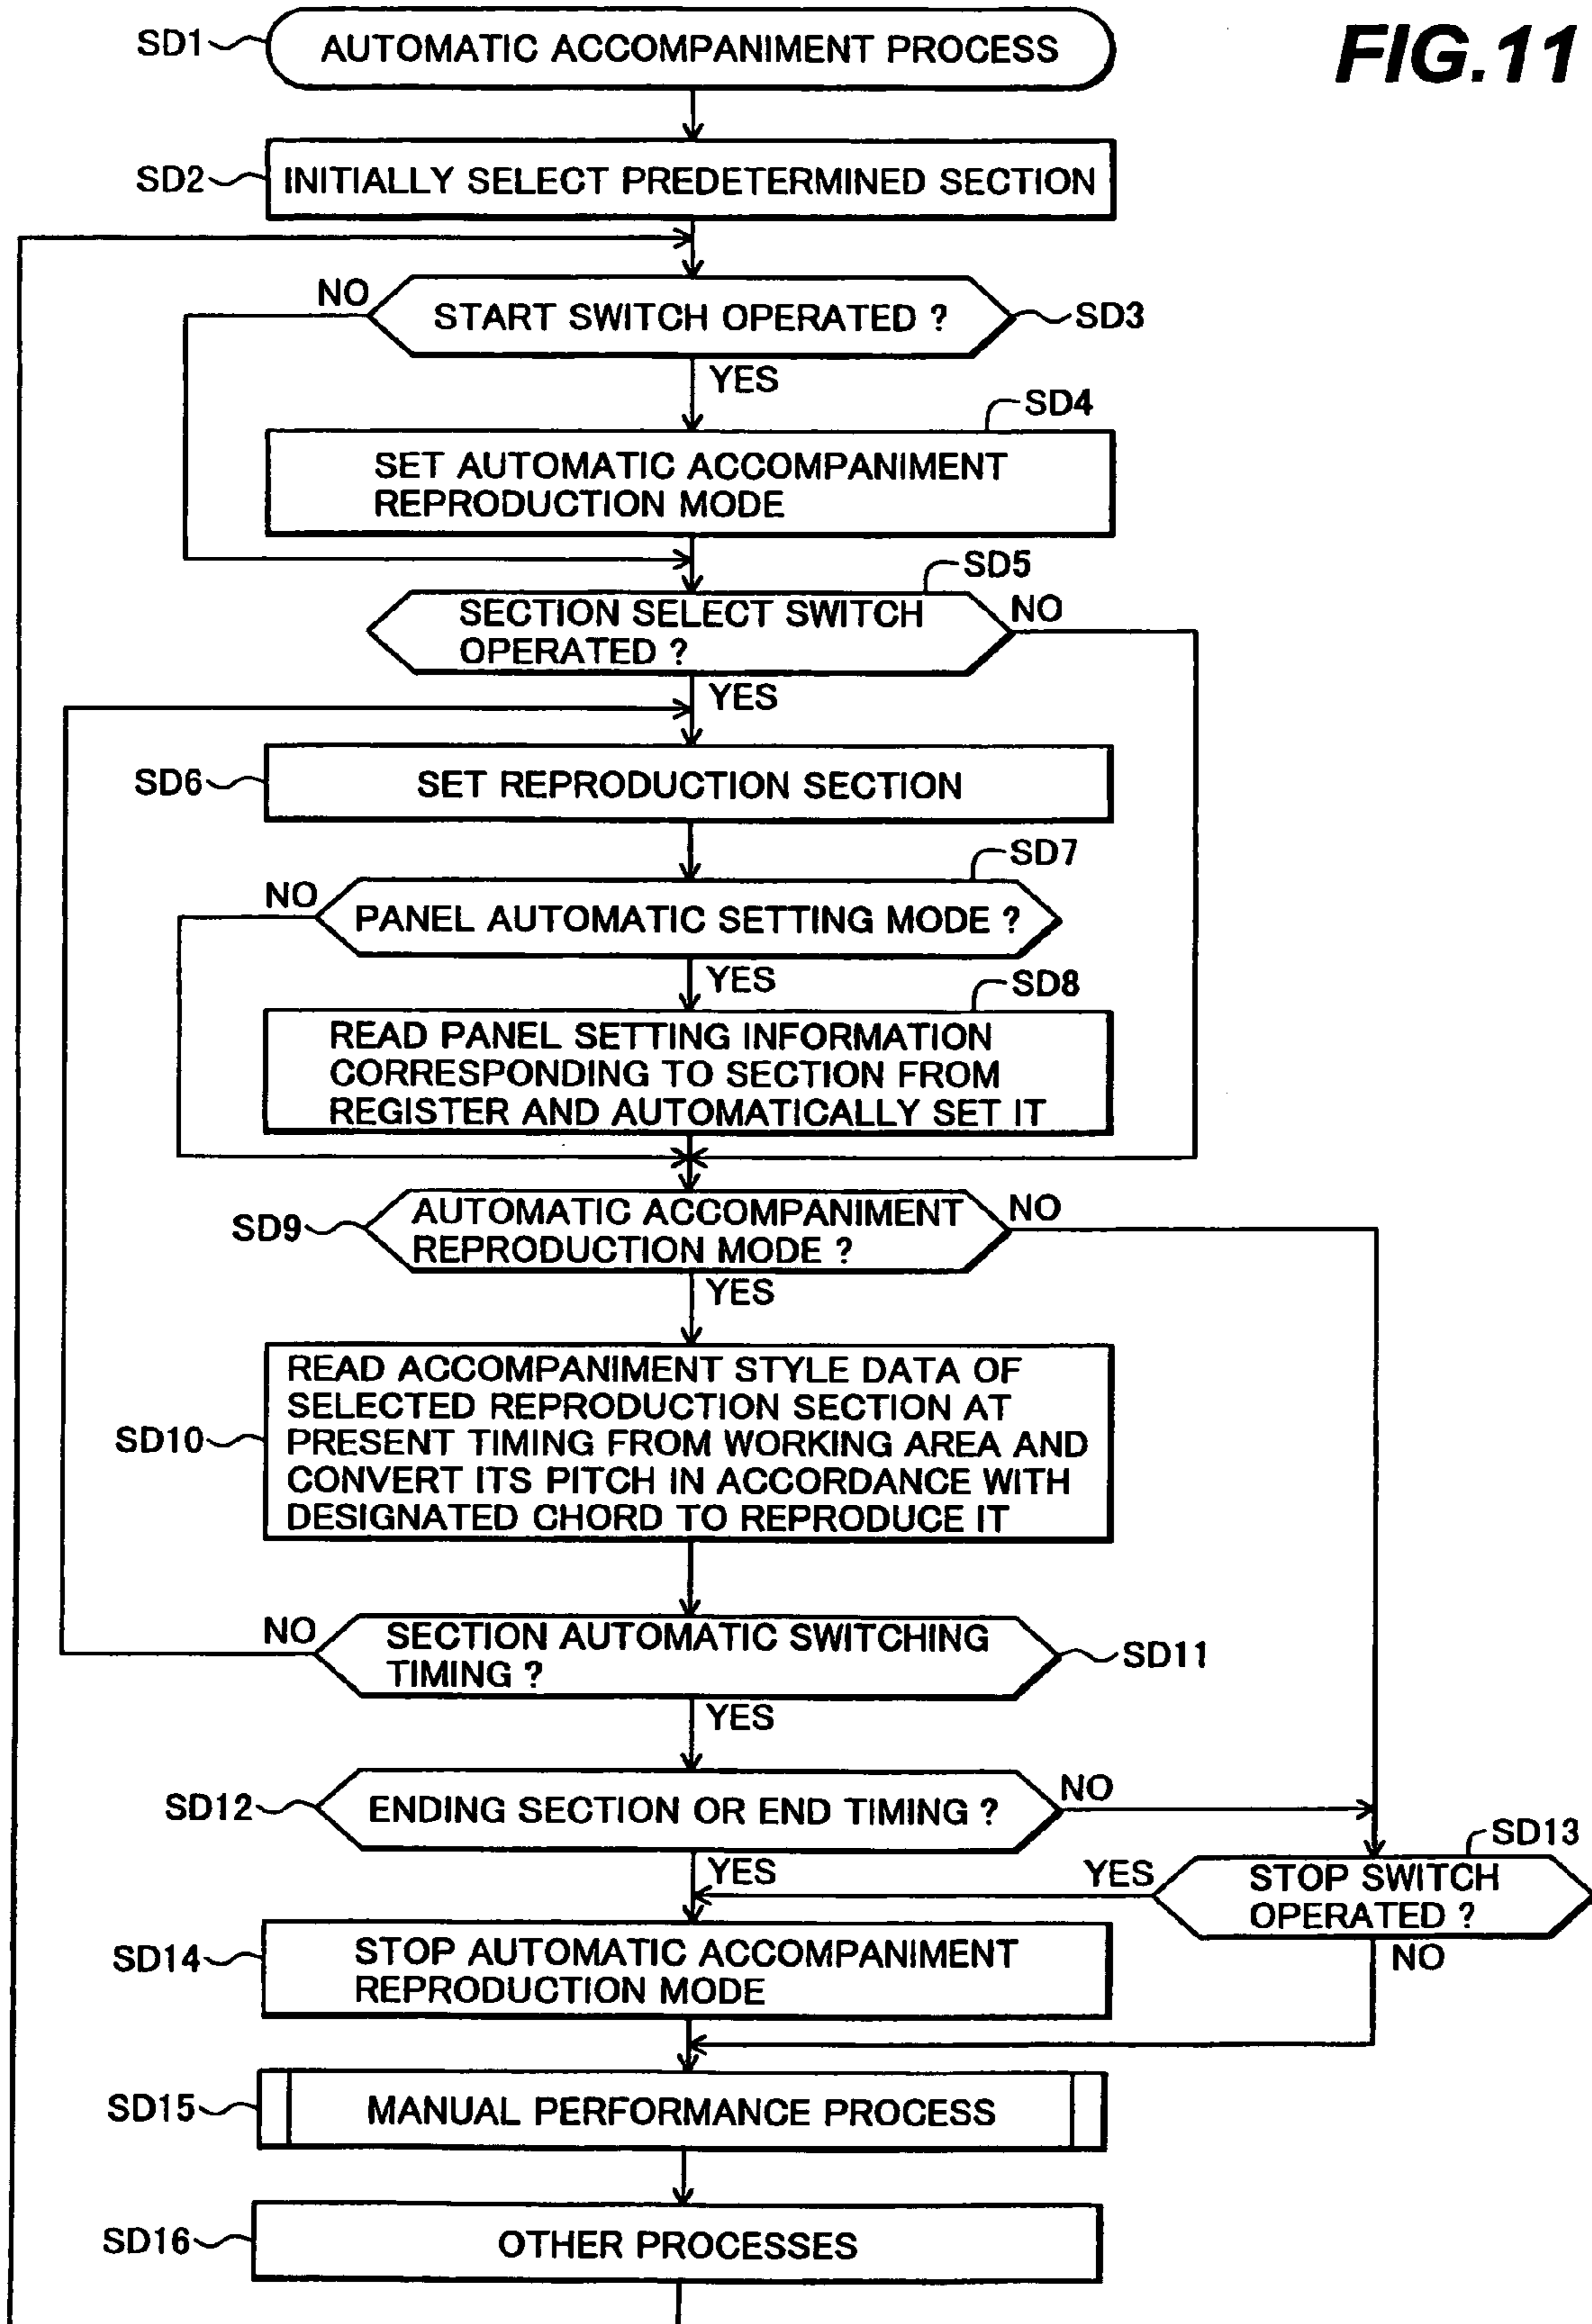 FIG.11
SD1
AUTOMATIC ACCOMPANIMENT PROCESS
SD2
INITIALLY SELECT PREDETERMINED SECTION
NO
START SWITCH OPERATED ?
SD3
YES
SD4
SET AUTOMATIC ACCOMPANIMENT
REPRODUCTION MODE
SD5
SECTION SELECT SWITCH
OPERATED ?
NO
YES
SD6
SET REPRODUCTION SECTION
SD7
NO
PANEL AUTOMATIC SETTING MODE ?
YES
SD8
READ PANEL SETTING INFORMATION
CORRESPONDING TO SECTION FROM
REGISTER AND AUTOMATICALLY SET IT
SD9
AUTOMATIC ACCOMPANIMENT
REPRODUCTION MODE ?
NO
YES
SD10
READ ACCOMPANIMENT STYLE DATA OF
SELECTED REPRODUCTION SECTION AT
PRESENT TIMING FROM WORKING AREA AND
CONVERT ITS PITCH IN ACCORDANCE WITH
DESIGNATED CHORD TO REPRODUCE IT
NO
SECTION AUTOMATIC SWITCHING
TIMING ?
SD11
YES
SD12
ENDING SECTION OR END TIMING ?
NO
SD13
YES
YES
STOP SWITCH
OPERATED ?
NO
SD14
STOP AUTOMATIC ACCOMPANIMENT
REPRODUCTION MODE
SD15
MANUAL PERFORMANCE PROCESS
SD16
OTHER PROCESSES